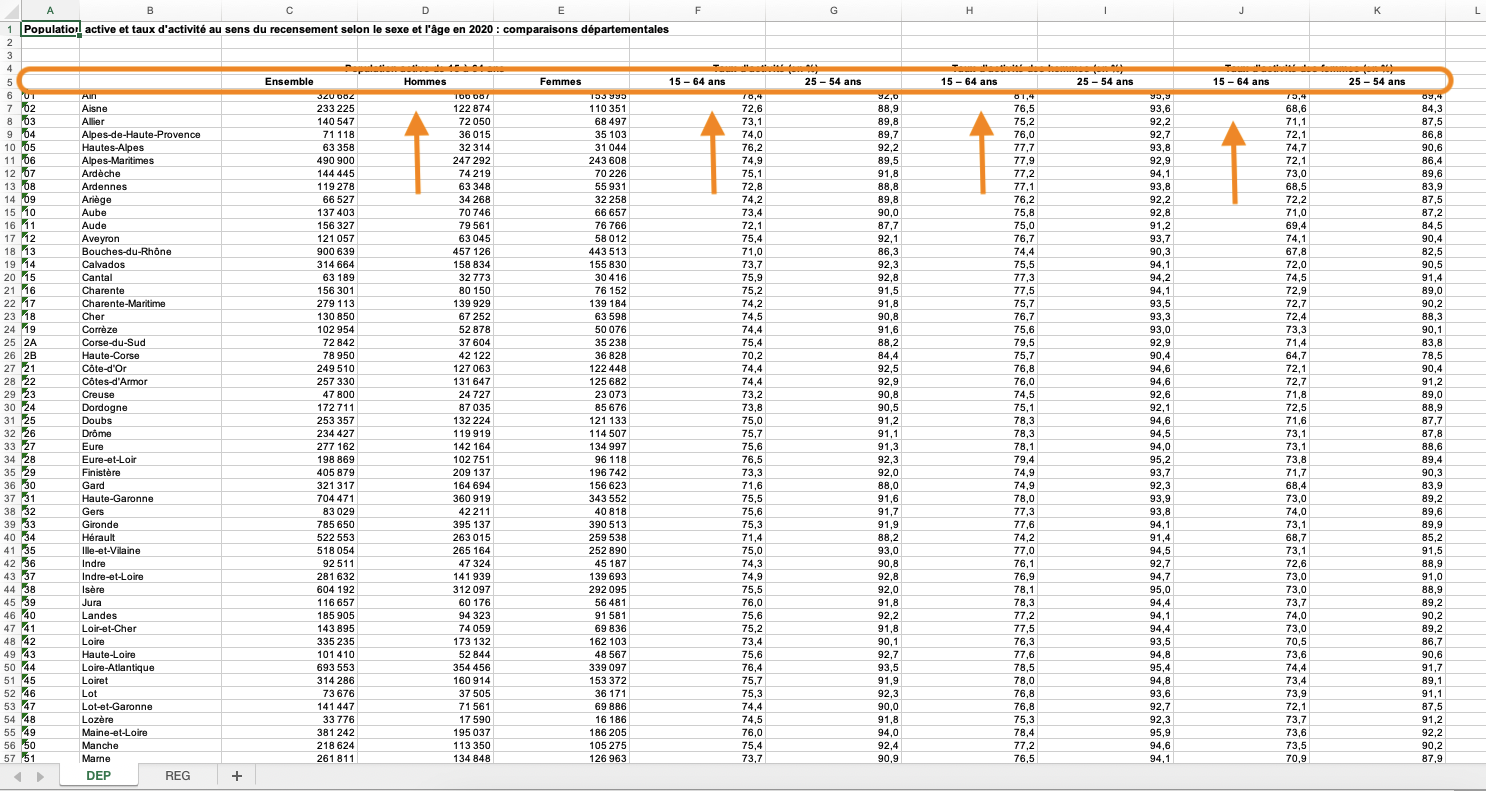 A B C D E F G H I J K L
1 Population active et taux d'activité au sens du recensement selon le sexe et l'âge en 2020 : comparaisons départementales
2
3
4 Population active de 15 à 64 ans Taux d'activité (en %) Taux d'activité des hommes (en %) Taux d'activité des femmes (en %)
5 Ensemble Hommes Femmes 15 – 64 ans 25 – 54 ans 15 – 64 ans 25 – 54 ans 15 – 64 ans 25 – 54 ans
6 01 Ain 320 682 166 687 153 995 78,4 92,6 81,4 95,9 75,4 89,4
7 02 Aisne 233 225 122 874 110 351 72,6 88,9 76,5 93,6 68,6 84,3
8 03 Allier 140 547 72 050 68 497 73,1 89,8 75,2 92,2 71,1 87,5
9 04 Alpes-de-Haute-Provence 71 118 36 015 35 103 74,0 89,7 76,0 92,7 72,1 86,8
10 05 Hautes-Alpes 63 358 32 314 31 044 76,2 92,2 77,7 93,8 74,7 90,6
11 06 Alpes-Maritimes 490 900 247 292 243 608 74,9 89,5 77,9 92,9 72,1 86,4
12 07 Ardèche 144 445 74 219 70 226 75,1 91,8 77,2 94,1 73,0 89,6
13 08 Ardennes 119 278 63 348 55 931 72,8 88,8 77,1 93,8 68,5 83,9
14 09 Ariège 66 527 34 268 32 258 74,2 89,8 76,2 92,2 72,2 87,5
15 10 Aube 137 403 70 746 66 657 73,4 90,0 75,8 92,8 71,0 87,2
16 11 Aude 156 327 79 561 76 766 72,1 87,7 75,0 91,2 69,4 84,5
17 12 Aveyron 121 057 63 045 58 012 75,4 92,1 76,7 93,7 74,1 90,4
18 13 Bouches-du-Rhône 900 639 457 126 443 513 71,0 86,3 74,4 90,3 67,8 82,5
19 14 Calvados 314 664 158 834 155 830 73,7 92,3 75,5 94,1 72,0 90,5
20 15 Cantal 63 189 32 773 30 416 75,9 92,8 77,3 94,2 74,5 91,4
21 16 Charente 156 301 80 150 76 152 75,2 91,5 77,5 94,1 72,9 89,0
22 17 Charente-Maritime 279 113 139 929 139 184 74,2 91,8 75,7 93,5 72,7 90,2
23 18 Cher 130 850 67 252 63 598 74,5 90,8 76,7 93,3 72,4 88,3
24 19 Corrèze 102 954 52 878 50 076 74,4 91,6 75,6 93,0 73,3 90,1
25 2A Corse-du-Sud 72 842 37 604 35 238 75,4 88,2 79,5 92,9 71,4 83,8
26 2B Haute-Corse 78 950 42 122 36 828 70,2 84,4 75,7 90,4 64,7 78,5
27 21 Côte-d'Or 249 510 127 063 122 448 74,4 92,5 76,8 94,6 72,1 90,4
28 22 Côtes-d'Armor 257 330 131 647 125 682 74,4 92,9 76,0 94,6 72,7 91,2
29 23 Creuse 47 800 24 727 23 073 73,2 90,8 74,5 92,6 71,8 89,0
30 24 Dordogne 172 711 87 035 85 676 73,8 90,5 75,1 92,1 72,5 88,9
31 25 Doubs 253 357 132 224 121 133 75,0 91,2 78,3 94,6 71,6 87,7
32 26 Drôme 234 427 119 919 114 507 75,7 91,1 78,3 94,5 73,1 87,8
33 27 Eure 277 162 142 164 134 997 75,6 91,3 78,1 94,0 73,1 88,6
34 28 Eure-et-Loir 198 869 102 751 96 118 76,5 92,3 79,4 95,2 73,8 89,4
35 29 Finistère 405 879 209 137 196 742 73,3 92,0 74,9 93,7 71,7 90,3
36 30 Gard 321 317 164 694 156 623 71,6 88,0 74,9 92,3 68,4 83,9
37 31 Haute-Garonne 704 471 360 919 343 552 75,5 91,6 78,0 93,9 73,0 89,2
38 32 Gers 83 029 42 211 40 818 75,6 91,7 77,3 93,8 74,0 89,6
39 33 Gironde 785 650 395 137 390 513 75,3 91,9 77,6 94,1 73,1 89,9
40 34 Hérault 522 553 263 015 259 538 71,4 88,2 74,2 91,4 68,7 85,2
41 35 Ille-et-Vilaine 518 054 265 164 252 890 75,0 93,0 77,0 94,5 73,1 91,5
42 36 Indre 92 511 47 324 45 187 74,3 90,8 76,1 92,7 72,6 88,9
43 37 Indre-et-Loire 281 632 141 939 139 693 74,9 92,8 76,9 94,7 73,0 91,0
44 38 Isère 604 192 312 097 292 095 75,5 92,0 78,1 95,0 73,0 88,9
45 39 Jura 116 657 60 176 56 481 76,0 91,8 78,3 94,4 73,7 89,2
46 40 Landes 185 905 94 323 91 581 75,6 92,2 77,2 94,1 74,0 90,2
47 41 Loir-et-Cher 143 895 74 059 69 836 75,2 91,8 77,5 94,4 73,0 89,2
48 42 Loire 335 235 173 132 162 103 73,4 90,1 76,3 93,5 70,5 86,7
49 43 Haute-Loire 101 410 52 844 48 567 75,6 92,7 77,6 94,8 73,6 90,6
50 44 Loire-Atlantique 693 553 354 456 339 097 76,4 93,5 78,5 95,4 74,4 91,7
51 45 Loiret 314 286 160 914 153 372 75,7 91,9 78,0 94,8 73,4 89,1
52 46 Lot 73 676 37 505 36 171 75,3 92,3 76,8 93,6 73,9 91,1
53 47 Lot-et-Garonne 141 447 71 561 69 886 74,4 90,0 76,8 92,7 72,1 87,5
54 48 Lozère 33 776 17 590 16 186 74,5 91,8 75,3 92,3 73,7 91,2
55 49 Maine-et-Loire 381 242 195 037 186 205 76,0 94,0 78,4 95,9 73,6 92,2
56 50 Manche 218 624 113 350 105 275 75,4 92,4 77,2 94,6 73,5 90,2
57 51 Marne 261 811 134 848 126 963 73,7 90,9 76,5 94,1 70,9 87,9
DEP REG +